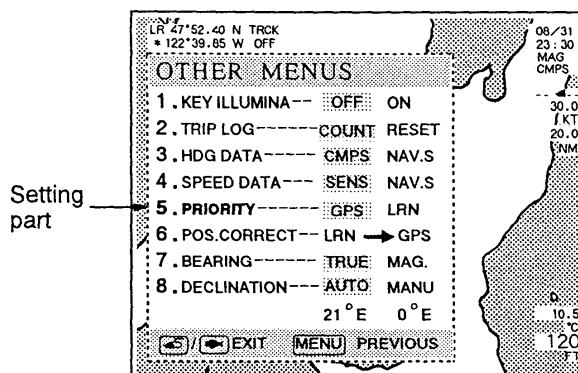 LR 47°52.40 N TRCK
* 122°39.85 W OFF
08/31
23:30
MAG
CMPS
OTHER MENUS
1. KEY ILLUMINA-- OFF ON
2. TRIP LOG------ COUNT RESET
3. HDG DATA------ CMPS NAV.S
4. SPEED DATA---- SENS NAV.S
5. PRIORITY------ GPS LRN
6. POS.CORRECT-- LRN → GPS
7. BEARING------ TRUE MAG.
8. DECLINATION--- AUTO MANU
21°E 0°E
/ EXIT MENU PREVIOUS
Setting
part
30.0
KT
20.0
NM
D
10.5
°C
120
FT